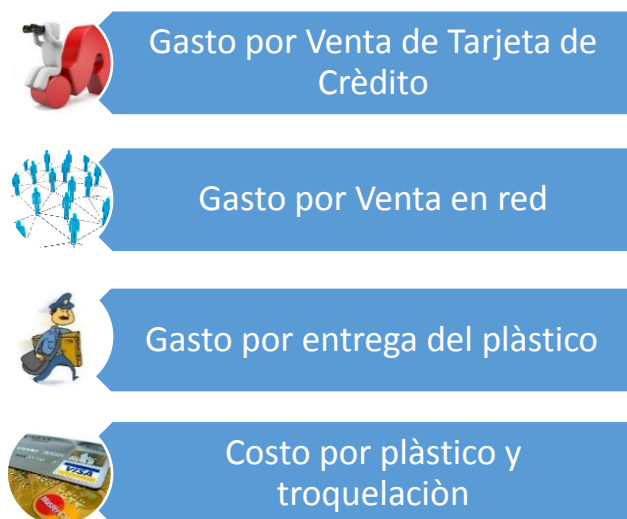 Gasto por Venta de Tarjeta de
Crèdito
Gasto por Venta en red
Gasto por entrega del plàstico
VISA
Costo por plàstico y
troquelaciòn